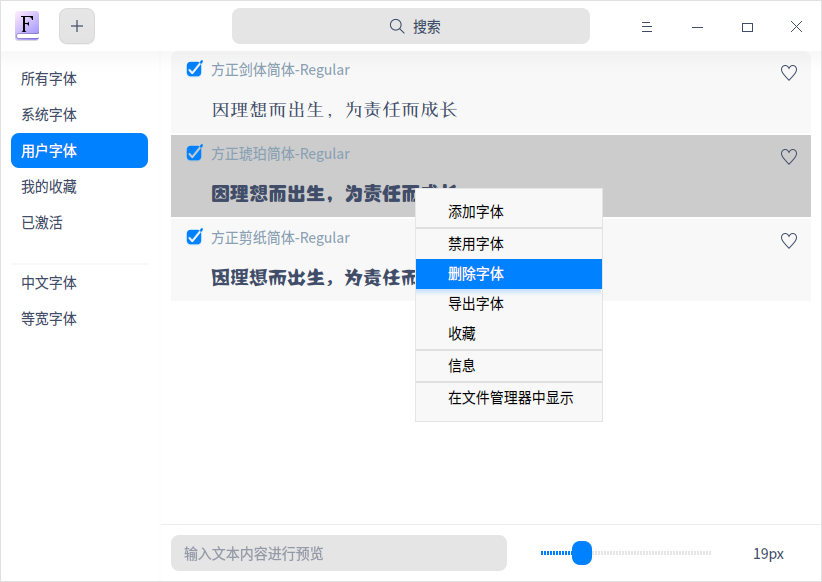 F
搜索
所有字体
系统字体
用户字体
我的收藏
已激活
中文字体
等宽字体
方正剑体简体-Regular
因理想而出生，为责任而成长
方正琥珀简体-Regular
因理想而出生，为责任而成长
方正剪纸简体-Regular
因理想而出生，为责任而
添加字体
禁用字体
删除字体
导出字体
收藏
信息
在文件管理器中显示
输入文本内容进行预览
19px